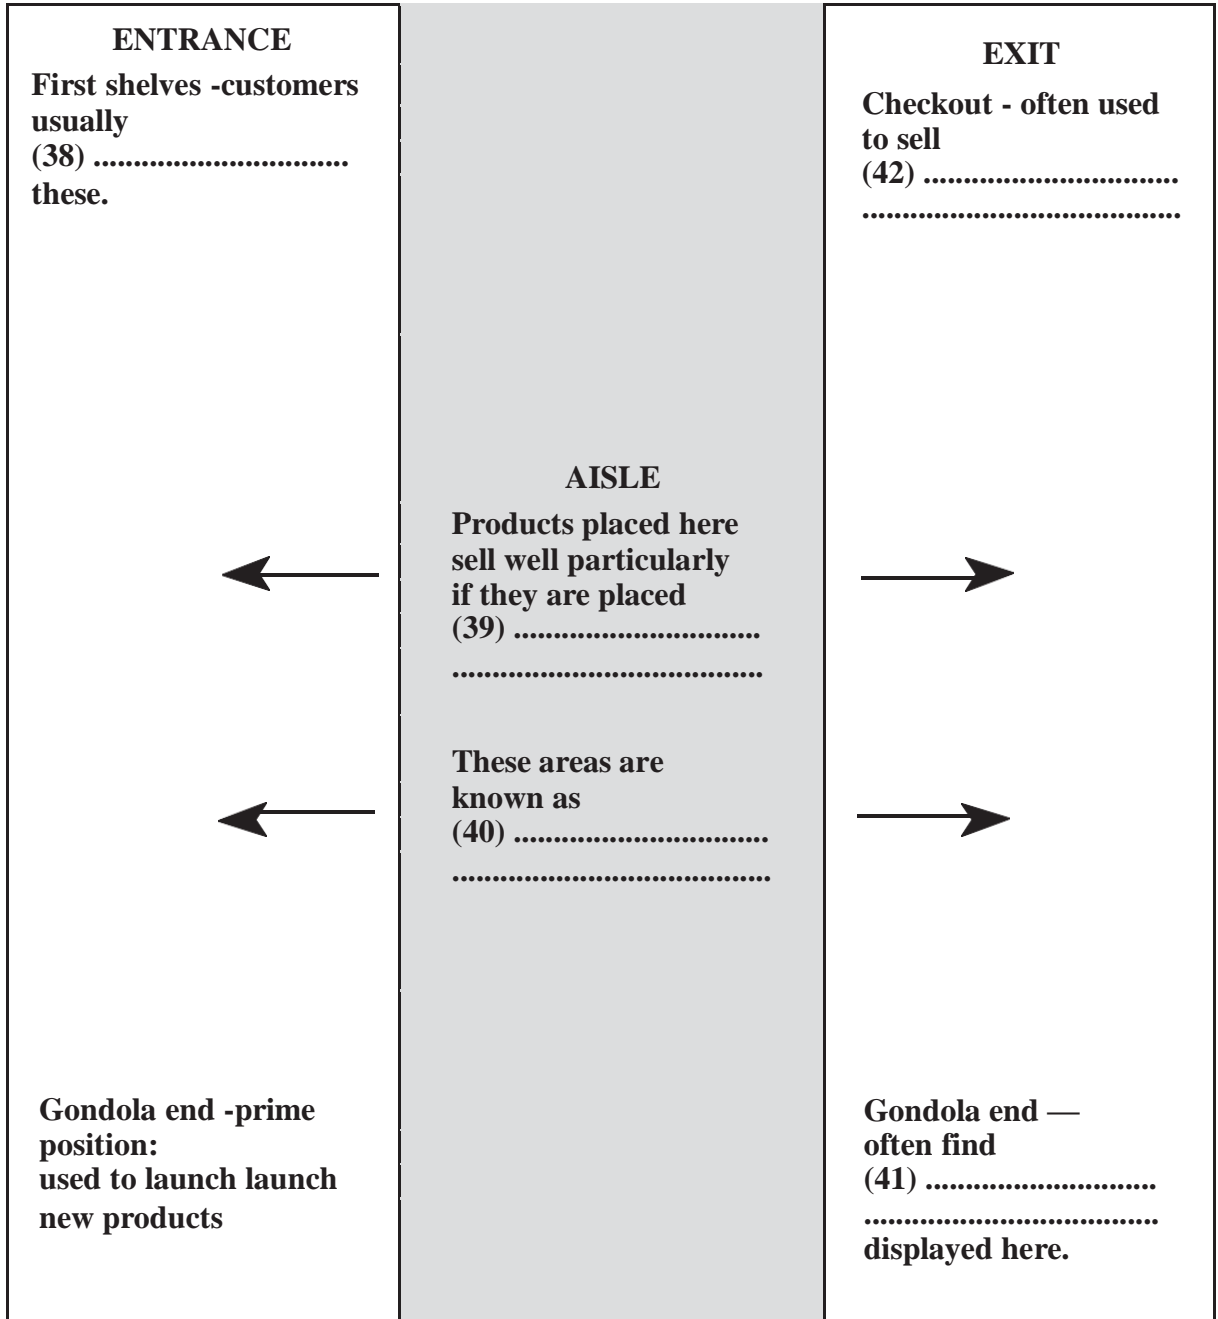 ENTRANCE
First shelves -customers
usually
(38) ................................
these.
Gondola end -prime
position:
used to launch launch
new products
AISLE
Products placed here
sell well particularly
if they are placed
(39) ...............................
.......................................
These areas are
known as
(40) ................................
........................................
EXIT
Checkout - often used
to sell
(42) ................................
........................................
Gondola end —
often find
(41) .............................
.....................................
displayed here.